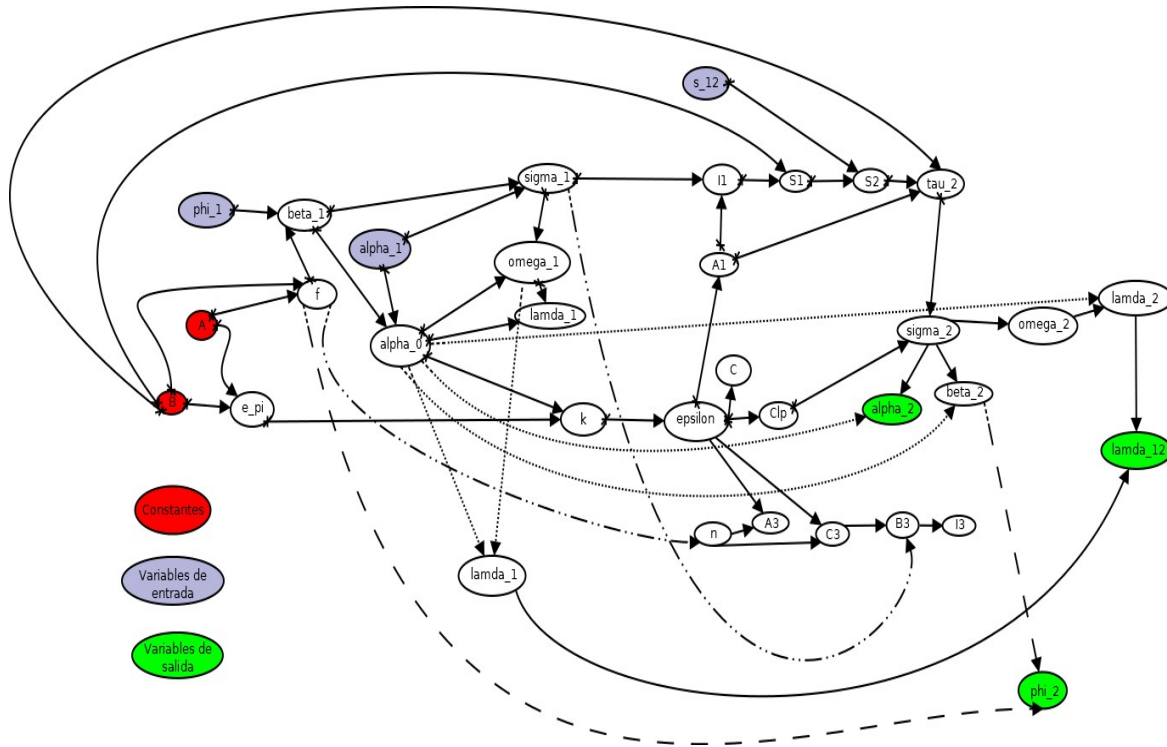 s_12
sigma_1
I1
S1
S2
tau_2
phi_1
beta_1
alpha_1
omega_1
A1
f
lamda_1
lamda_2
A
alpha_0
sigma_2
omega_2
B
e_pi
k
epsilon
C
Clp
alpha_2
beta_2
lamda_12
Constantes
n
A3
C3
B3
I3
Variables de
entrada
lamda_1
Variables de
salida
phi_2